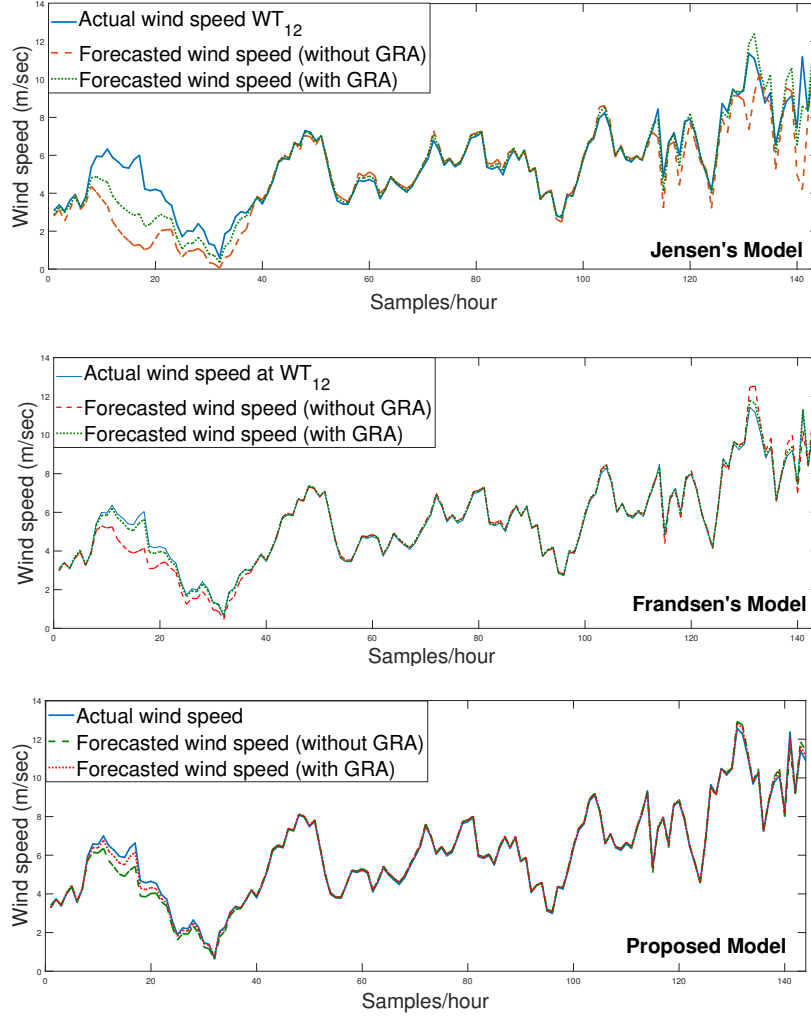 14
12
10
8
6
4
2
0
Wind speed (m/sec)
Actual wind speed WT12
Forecasted wind speed (without GRA)
Forecasted wind speed (with GRA)
Jensen's Model
0 20 40 60 80 100 120 140
Samples/hour
14
12
10
8
6
4
2
0
Wind speed (m/sec)
Actual wind speed at WT12
Forecasted wind speed (without GRA)
Forecasted wind speed (with GRA)
Frandsen's Model
0 20 40 60 80 100 120 140
Samples/hour
14
12
10
8
6
4
2
0
Wind speed (m/sec)
Actual wind speed
Forecasted wind speed (without GRA)
Forecasted wind speed (with GRA)
Proposed Model
0 20 40 60 80 100 120 140
Samples/hour